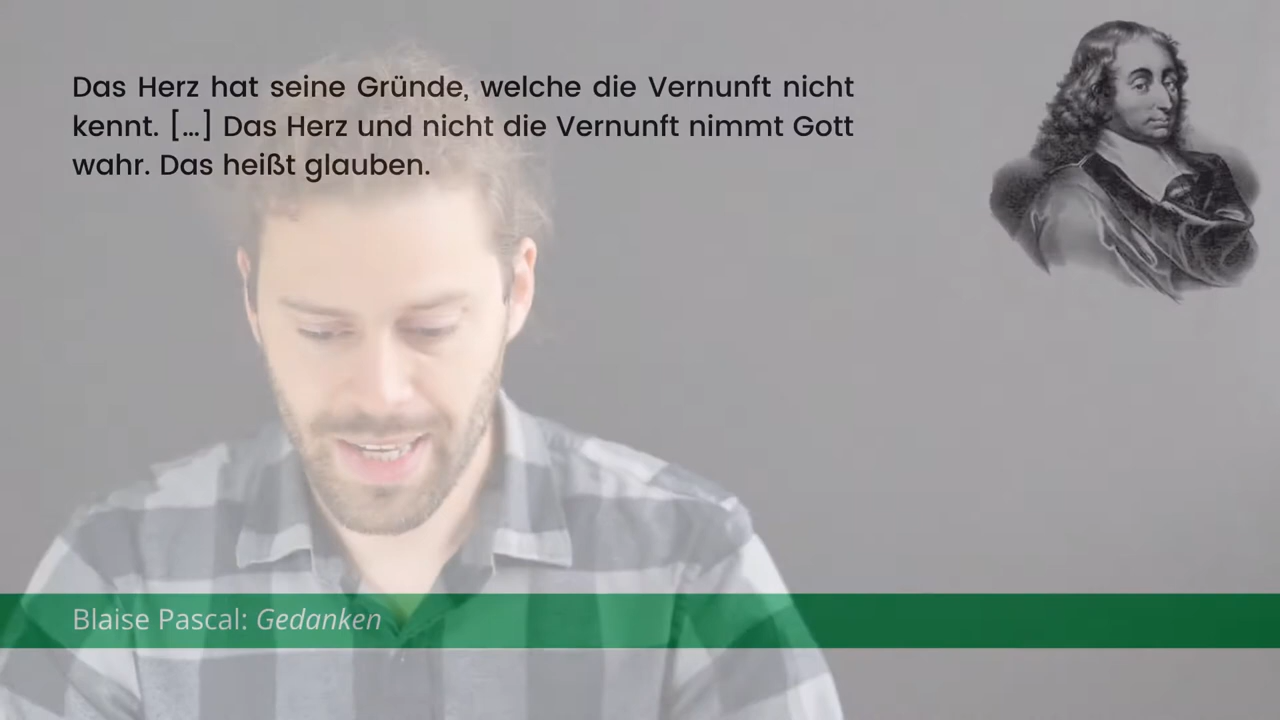 Das Herz hat seine Gründe, welche die Vernunft nicht
kennt. [...] Das Herz und nicht die Vernunft nimmt Gott
wahr. Das heißt glauben.
Blaise Pascal: Gedanken